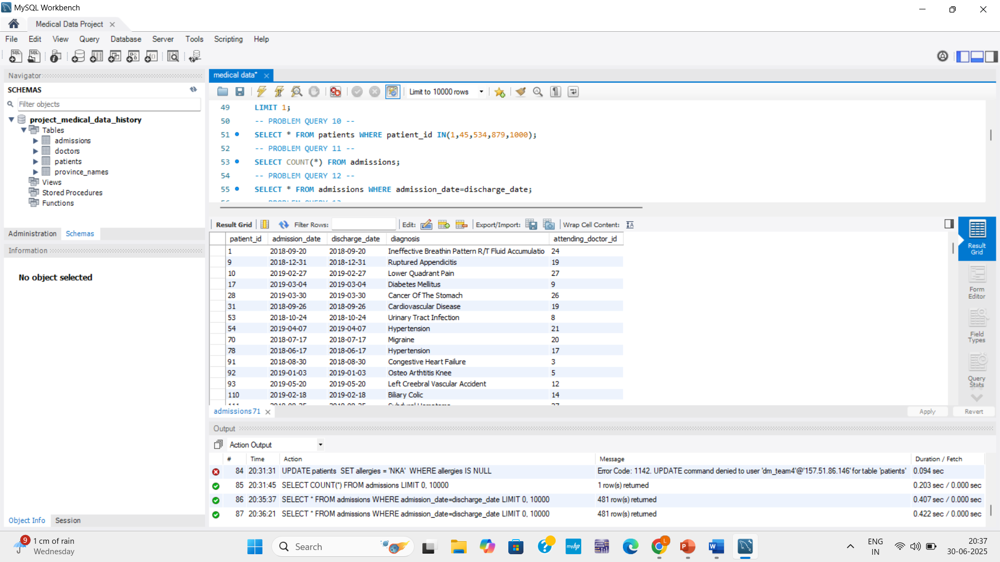 MySQL Workbench
Medical Data Project
File Edit View Query Database Server Tools Scripting Help
Navigator
SCHEMAS
Filter objects
project_medical_data_history
Tables
admissions
doctors
patients
province_names
Views
Stored Procedures
Functions
Administration Schemas
Information
No object selected
Object Info Session
medical data*
Limit to 10000 rows
49 LIMIT 1;
50 -- PROBLEM QUERY 10 --
51 SELECT * FROM patients WHERE patient_id IN(1,45,534,879,1000);
52 -- PROBLEM QUERY 11 --
53 SELECT COUNT(*) FROM admissions;
54 -- PROBLEM QUERY 12 --
55 SELECT * FROM admissions WHERE admission_date=discharge_date;
Result Grid Filter Rows: Edit: Export/Import: Wrap Cell Content:
patient_id admission_date discharge_date diagnosis attending_doctor_id
1 2018-09-20 2018-09-20 Ineffective Breathin Pattern R/T Fluid Accumulatio 24
9 2018-12-31 2018-12-31 Ruptured Appendicitis 19
10 2019-02-27 2019-02-27 Lower Quadrant Pain 27
17 2019-03-04 2019-03-04 Diabetes Mellitus 9
28 2019-03-30 2019-03-30 Cancer Of The Stomach 26
31 2018-09-26 2018-09-26 Cardiovascular Disease 19
53 2018-10-24 2018-10-24 Urinary Tract Infection 8
54 2019-04-07 2019-04-07 Hypertension 21
70 2018-07-17 2018-07-17 Migraine 20
78 2018-06-17 2018-06-17 Hypertension 17
91 2018-08-30 2018-08-30 Congestive Heart Failure 3
92 2019-01-03 2019-01-03 Osteo Arthtitis Knee 5
93 2019-05-20 2019-05-20 Left Creebral Vascular Accident 12
110 2019-02-18 2019-02-18 Biliary Colic 14
Result
Grid
Form
Editor
Field
Types
Query
Stats
admissions 71
Apply Revert
Output
Action Output
# Time Action Message Duration / Fetch
84 20:31:31 UPDATE patients SET allergies = 'NKA' WHERE allergies IS NULL Error Code: 1142. UPDATE command denied to user 'dm_team4'@'157.51.86.146' for table 'patients' 0.094 sec
85 20:31:45 SELECT COUNT(*) FROM admissions LIMIT 0, 10000 1 row(s) returned 0.203 sec / 0.000 sec
86 20:35:37 SELECT * FROM admissions WHERE admission_date=discharge_date LIMIT 0, 10000 481 row(s) returned 0.407 sec / 0.000 sec
87 20:36:21 SELECT * FROM admissions WHERE admission_date=discharge_date LIMIT 0, 10000 481 row(s) returned 0.422 sec / 0.000 sec
9
1 cm of rain
Wednesday
Search
myhp
L
P
W
ENG
IN
20:37
30-06-2025